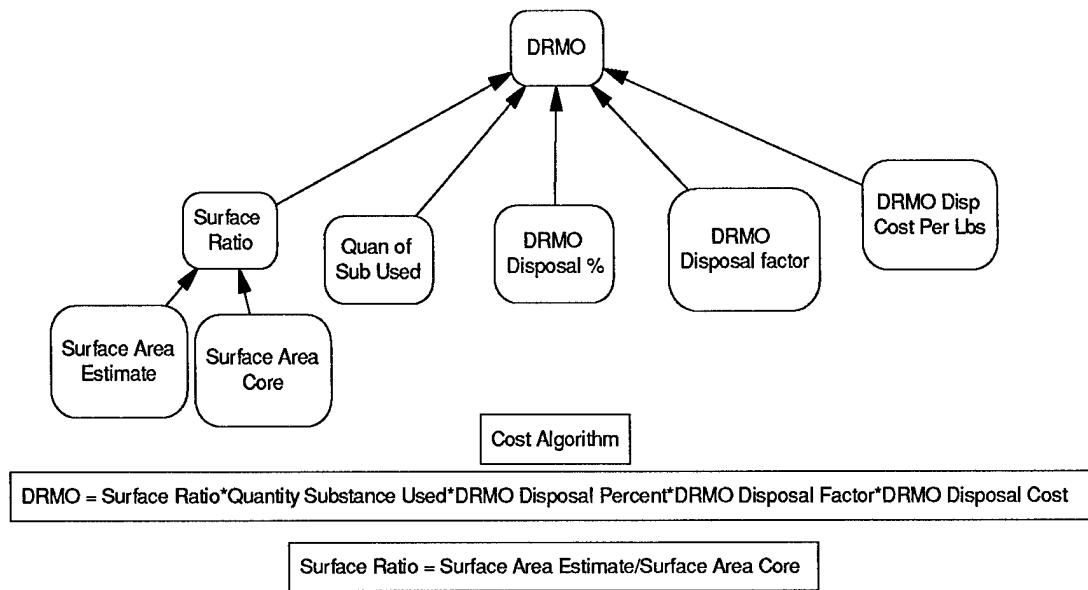 DRMO
Surface
Ratio
Quan of
Sub Used
DRMO
Disposal %
DRMO
Disposal factor
DRMO Disp
Cost Per Lbs
Surface Area
Estimate
Surface Area
Core
Cost Algorithm
DRMO = Surface Ratio*Quantity Substance Used*DRMO Disposal Percent*DRMO Disposal Factor*DRMO Disposal Cost
Surface Ratio = Surface Area Estimate/Surface Area Core